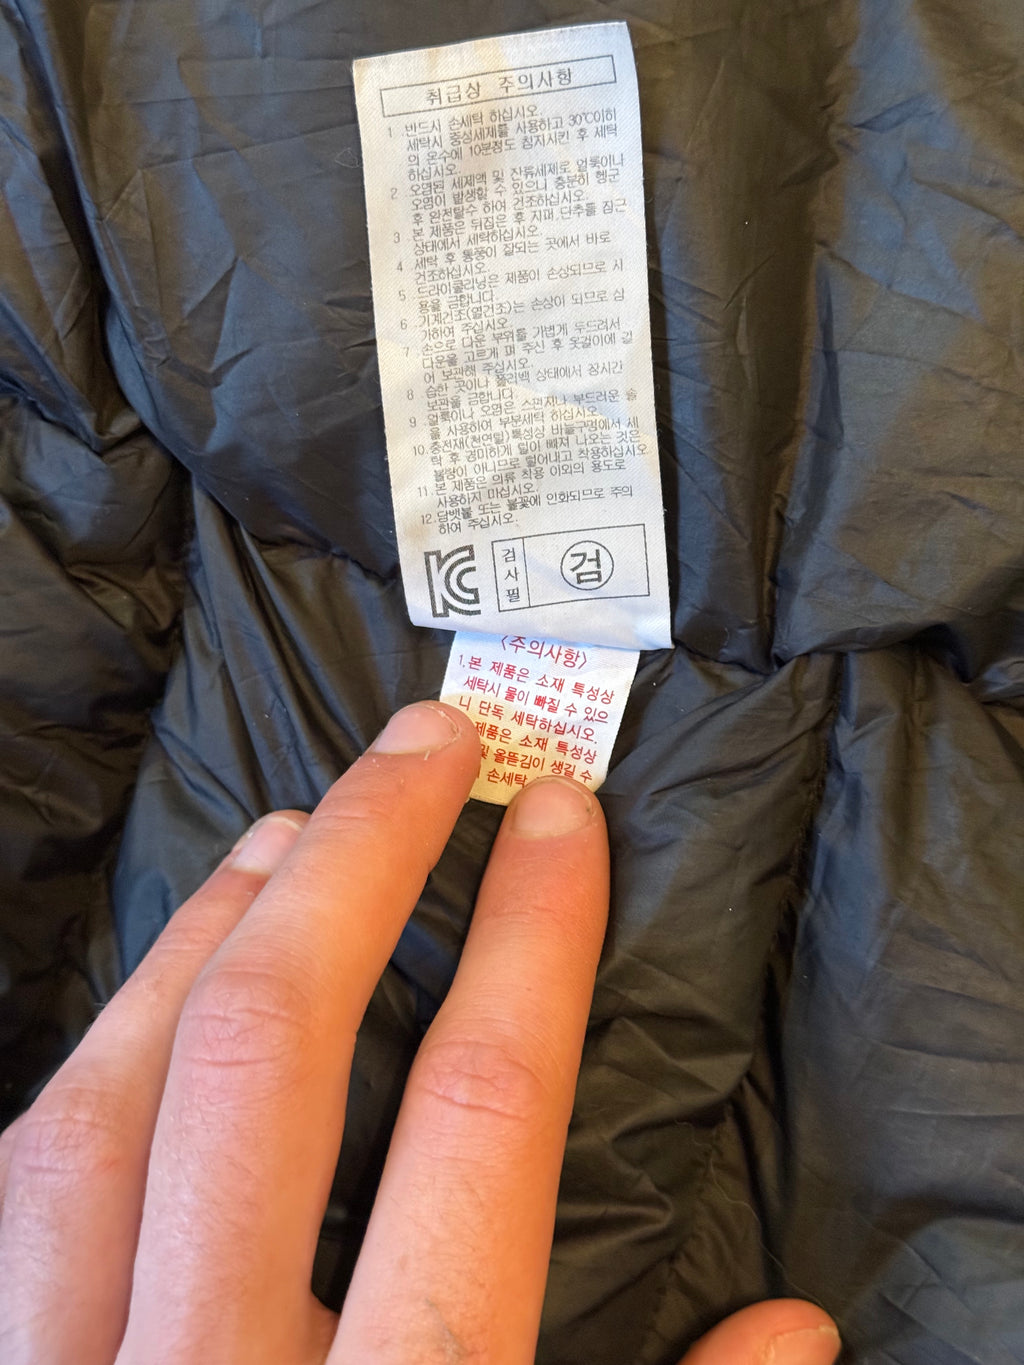 취급상 주의사항
1. 반드시 손세탁 하십시오.
세탁시 중성세제를 사용하고 30℃이하
의 온수에 10분정도 침지시킨 후 세탁
하십시오.
2. 오염된 세제액 및 잔류세제로 얼룩이나
오염이 발생할 수 있으니 충분히 헹군
후 완전탈수 하여 건조하십시오.
3. 본 제품은 뒤집은 후 지퍼,단추를 잠근
상태에서 세탁하십시오.
4. 세탁 후 통풍이 잘되는 곳에서 바로
건조하십시오.
5. 드라이클리닝은 제품이 손상되므로 사
용을 금합니다.
6. 기계건조(열건조)는 손상이 되므로 삼
가하여 주십시오.
7. 손으로 다운 부위를 가볍게 두드려서
다운을 고르게 펴 주신 후 옷걸이에 걸
어 보관해 주십시오.
8. 습한 곳이나 폴리백 상태에서 장시간
보관을 금합니다.
9. 얼룩이나 오염은 스펀지나 부드러운 솔
을 사용하여 부분세탁 하십시오.
10. 충전재(천연털) 특성상 바늘구멍에서 세
탁 후 경미하게 털이 빠져 나오는 것은
불량이 아니므로 털어내고 착용하십시오
11. 본 제품은 의류 착용 이외의 용도로
사용하지 마십시오.
12. 담뱃불 또는 불꽃에 인화되므로 주의
하여 주십시오.
KC
검사필
검
<주의사항>
1. 본 제품은 소재 특성상
세탁시 물이 빠질 수 있으
니 단독 세탁하십시오.
제품은 소재 특성상
및 올뜯김이 생길 수
손세탁